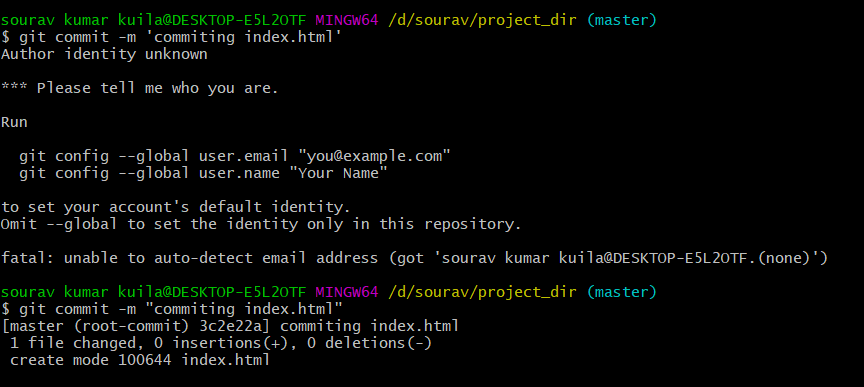 sourav kumar kuila@DESKTOP-E5L2OTF MINGW64 /d/sourav/project_dir (master)
$ git commit -m 'commiting index.html'
Author identity unknown
*** Please tell me who you are.
Run
git config --global user.email "you@example.com"
git config --global user.name "Your Name"
to set your account's default identity.
Omit --global to set the identity only in this repository.
fatal: unable to auto-detect email address (got 'sourav kumar kuila@DESKTOP-E5L2OTF.(none)')
sourav kumar kuila@DESKTOP-E5L2OTF MINGW64 /d/sourav/project_dir (master)
$ git commit -m "commiting index.html"
[master (root-commit) 3c2e22a] commiting index.html
1 file changed, 0 insertions(+), 0 deletions(-)
create mode 100644 index.html